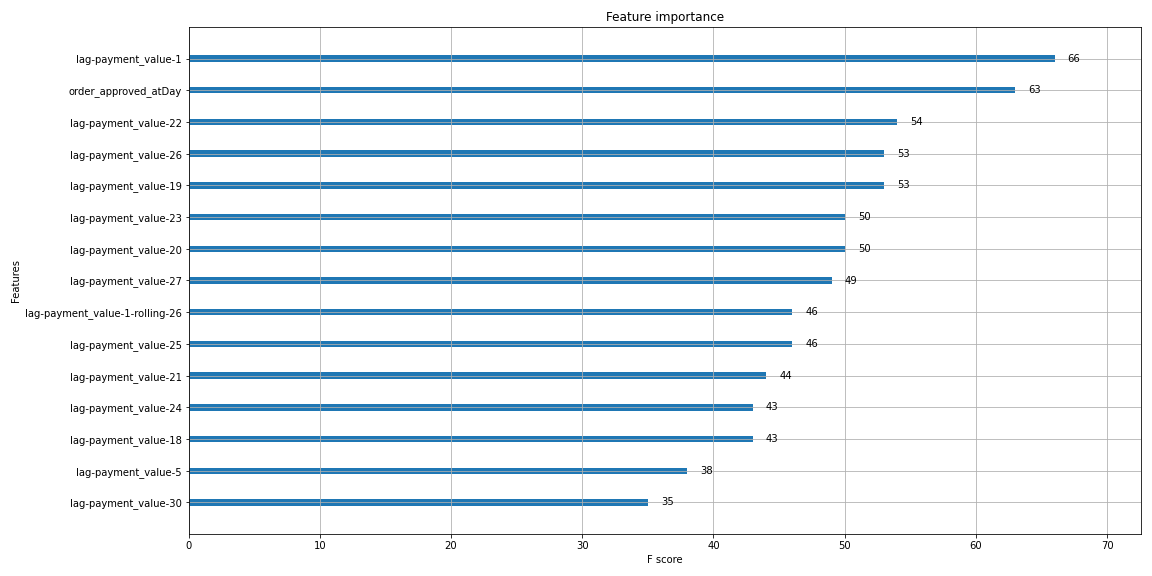 Feature importance
Features
lag-payment_value-1 66
order_approved_atDay 63
lag-payment_value-22 54
lag-payment_value-26 53
lag-payment_value-19 53
lag-payment_value-23 50
lag-payment_value-20 50
lag-payment_value-27 49
lag-payment_value-1-rolling-26 46
lag-payment_value-25 46
lag-payment_value-21 44
lag-payment_value-24 43
lag-payment_value-18 43
lag-payment_value-5 38
lag-payment_value-30 35
0 10 20 30 40 50 60 70
F score